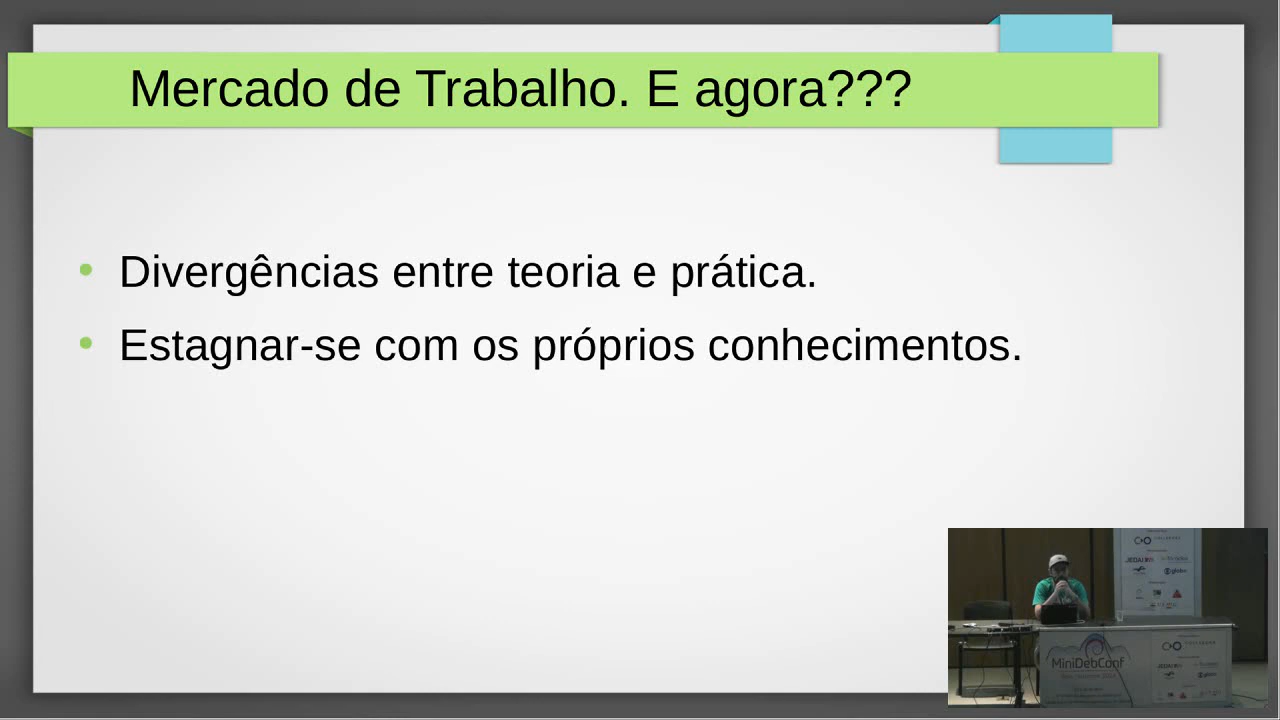 Mercado de Trabalho. E agora???
Divergências entre teoria e prática.
Estagnar-se com os próprios conhecimentos.
MiniDebConf